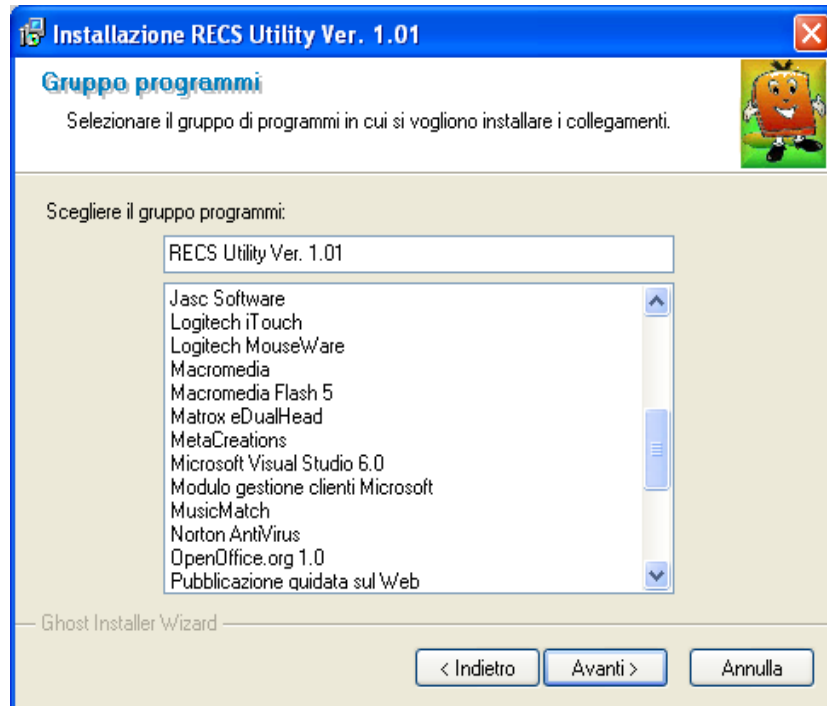 Installazione RECS Utility Ver. 1.01
Gruppo programmi
Selezionare il gruppo di programmi in cui si vogliono installare i collegamenti.
Scegliere il gruppo programmi:
RECS Utility Ver. 1.01
Jasc Software
Logitech iTouch
Logitech MouseWare
Macromedia
Macromedia Flash 5
Matrox eDualHead
MetaCreations
Microsoft Visual Studio 6.0
Modulo gestione clienti Microsoft
MusicMatch
Norton AntiVirus
OpenOffice.org 1.0
Pubblicazione guidata sul Web
Ghost Installer Wizard
< Indietro
Avanti >
Annulla